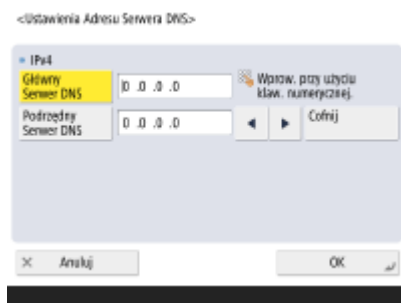 <Ustawienia Adresu Serwera DNS>
IPv4
Główny
Serwer DNS
0 .0 .0 .0
Wprow. przy użyciu
klaw. numerycznej.
Podrzędny
Serwer DNS
0 .0 .0 .0
Cofnij
Anuluj
OK